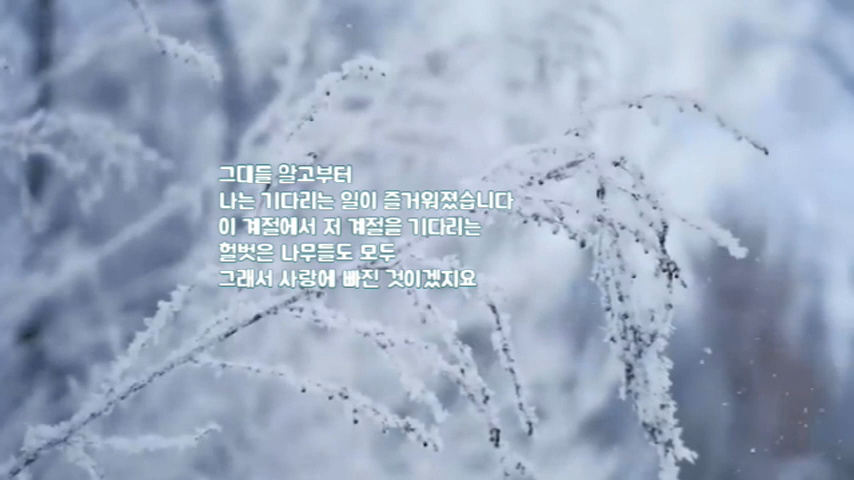 그대를 알고부터
나는 기다리는 일이 즐거워졌습니다
이 계절에서 저 계절을 기다리는
헐벗은 나무들도 모두
그래서 사랑에 빠진 것이겠지요